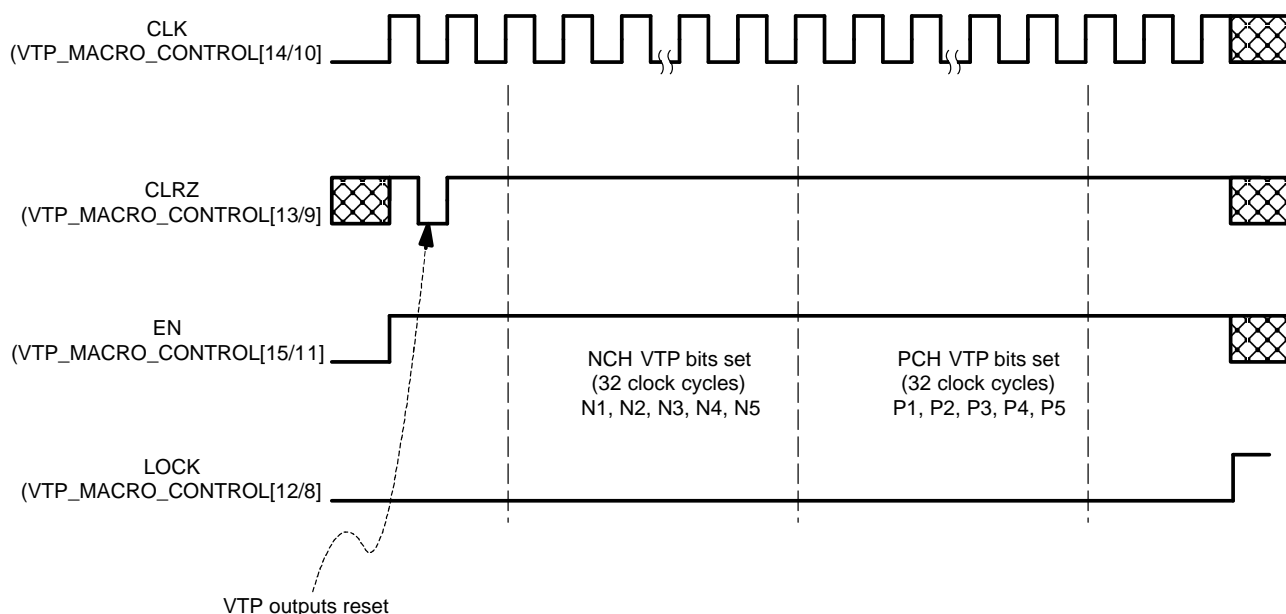 CLK
(VTP_MACRO_CONTROL[14/10]
CLRZ
(VTP_MACRO_CONTROL[13/9]
EN
(VTP_MACRO_CONTROL[15/11]
NCH VTP bits set
(32 clock cycles)
N1, N2, N3, N4, N5
PCH VTP bits set
(32 clock cycles)
P1, P2, P3, P4, P5
LOCK
(VTP_MACRO_CONTROL[12/8]
VTP outputs reset